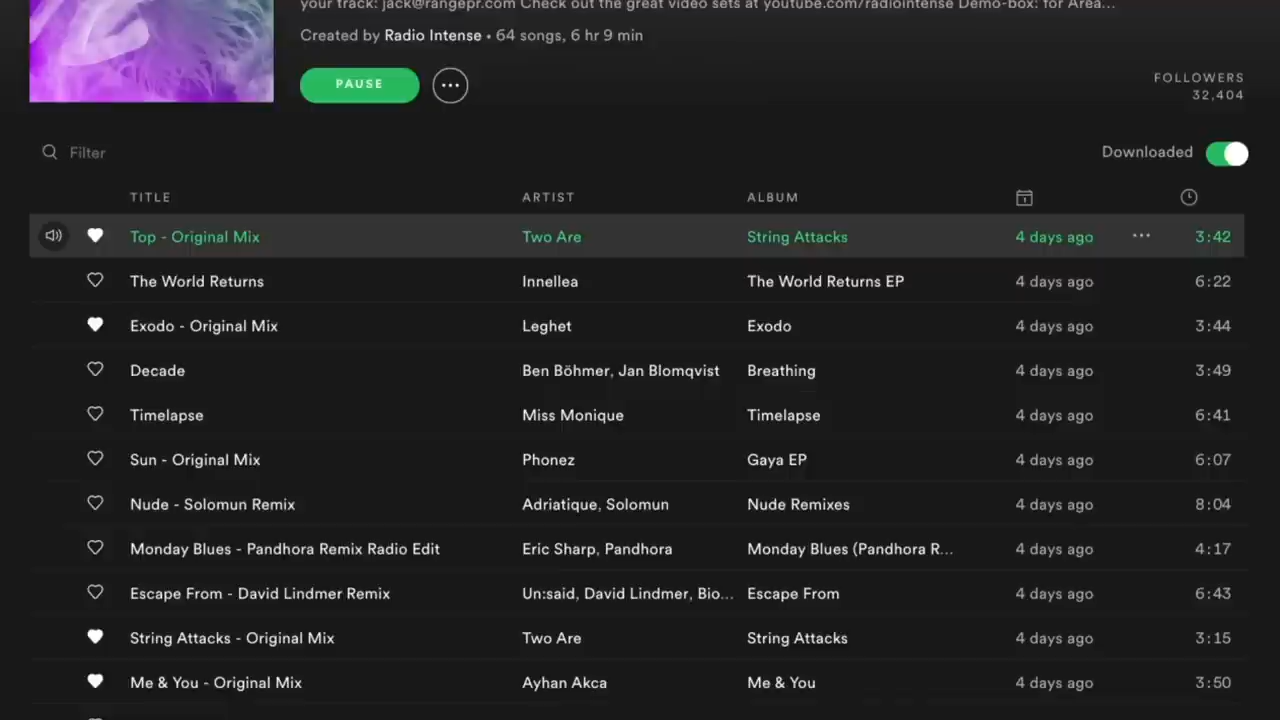 your track: jack@rangepr.com Check out the great video sets at youtube.com/radiointense Demo-box: for Area...
Created by Radio Intense • 64 songs, 6 hr 9 min
PAUSE
FOLLOWERS
32,404
Filter
Downloaded
TITLE ARTIST ALBUM
Top - Original Mix Two Are String Attacks 4 days ago 3:42
The World Returns Innellea The World Returns EP 4 days ago 6:22
Exodo - Original Mix Leghet Exodo 4 days ago 3:44
Decade Ben Böhmer, Jan Blomqvist Breathing 4 days ago 3:49
Timelapse Miss Monique Timelapse 4 days ago 6:41
Sun - Original Mix Phonez Gaya EP 4 days ago 6:07
Nude - Solomun Remix Adriatique, Solomun Nude Remixes 4 days ago 8:04
Monday Blues - Pandhora Remix Radio Edit Eric Sharp, Pandhora Monday Blues (Pandhora R... 4 days ago 4:17
Escape From - David Lindmer Remix Un:said, David Lindmer, Bio... Escape From 4 days ago 6:43
String Attacks - Original Mix Two Are String Attacks 4 days ago 3:15
Me & You - Original Mix Ayhan Akca Me & You 4 days ago 3:50